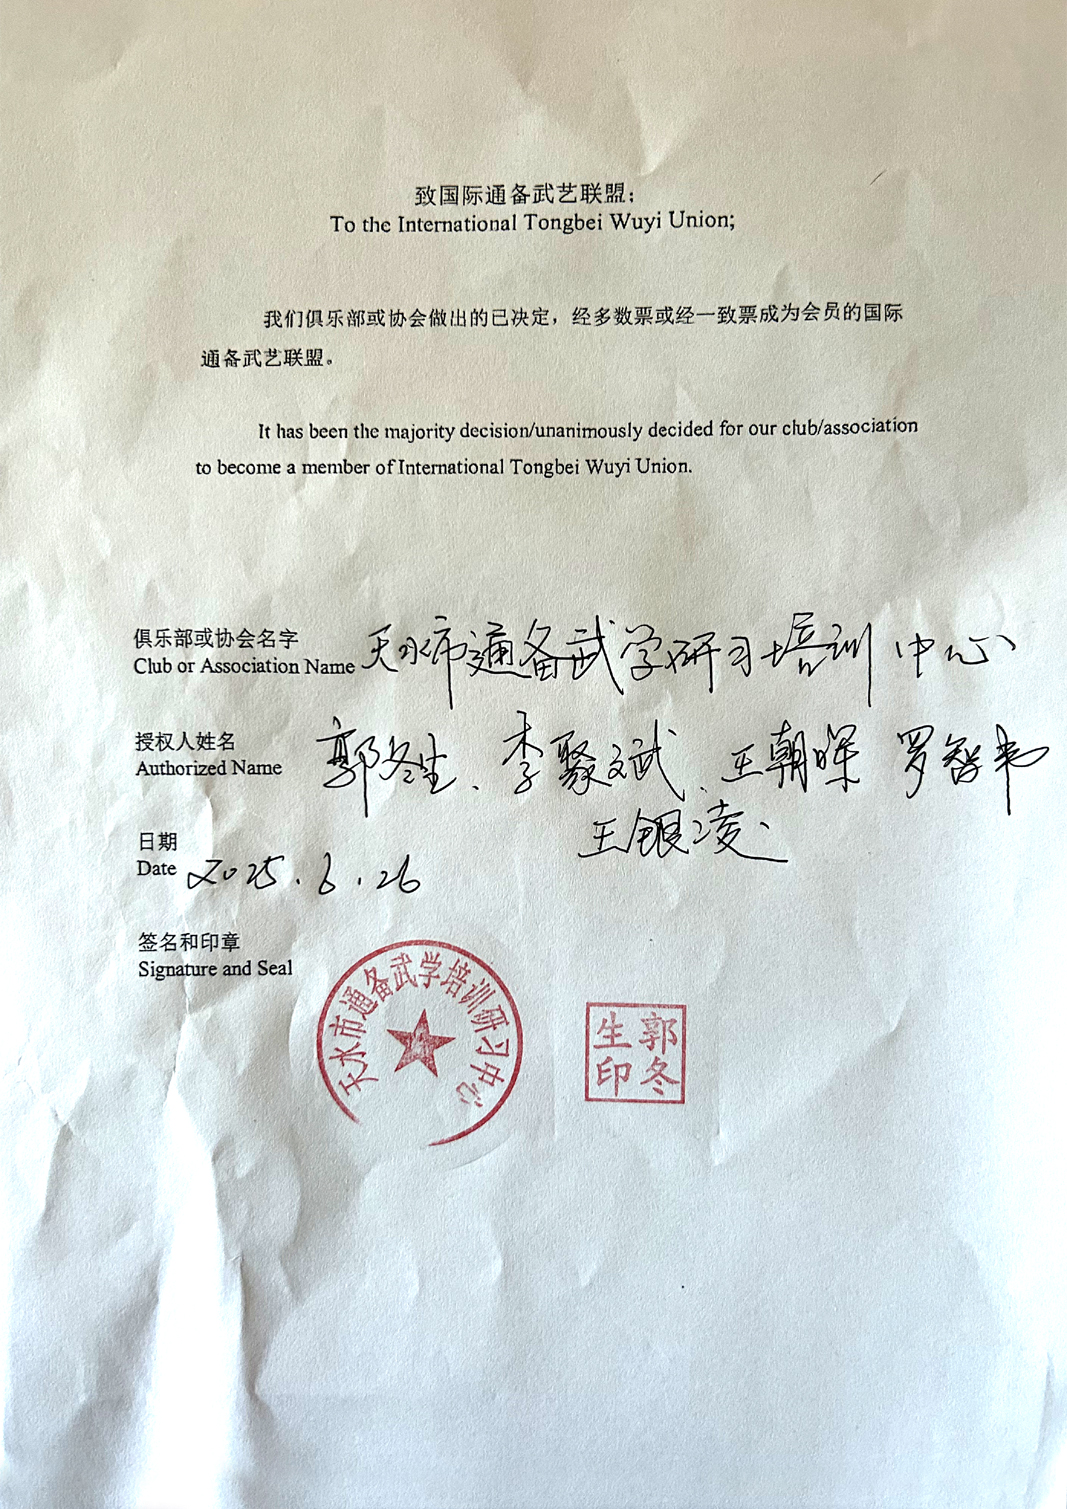 致国际通备武艺联盟；
To the International Tongbei Wuyi Union;
我们俱乐部或协会做出的已决定，经多数票或经一致票成为会员的国际
通备武艺联盟。
It has been the majority decision/unanimously decided for our club/association
to become a member of International Tongbei Wuyi Union.
俱乐部或协会名字
Club or Association Name 天水市通备武学研习培训中心
授权人姓名
Authorized Name 郭冬生、李聚斌、王朝晖 罗智韦
王银凌
日期
Date 2025.6.26
签名和印章
Signature and Seal
天水市通备武学培训研习中心
郭冬
生印